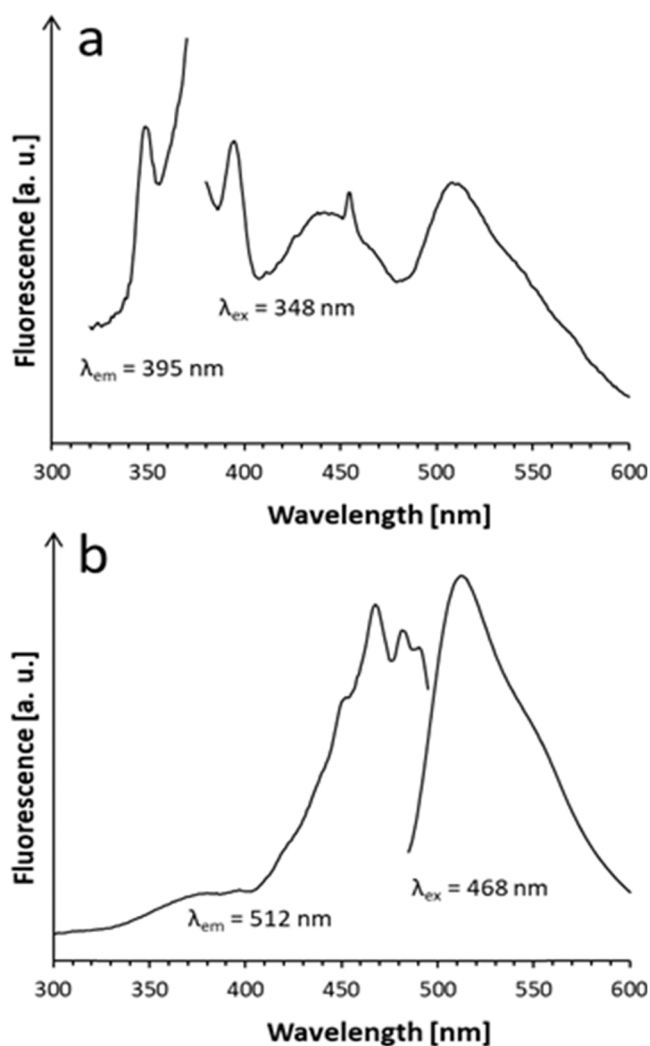 a
Fluorescence [a. u.]
λem = 395 nm
λex = 348 nm
300 350 400 450 500 550 600
Wavelength [nm]
b
Fluorescence [a. u.]
λem = 512 nm
λex = 468 nm
300 350 400 450 500 550 600
Wavelength [nm]